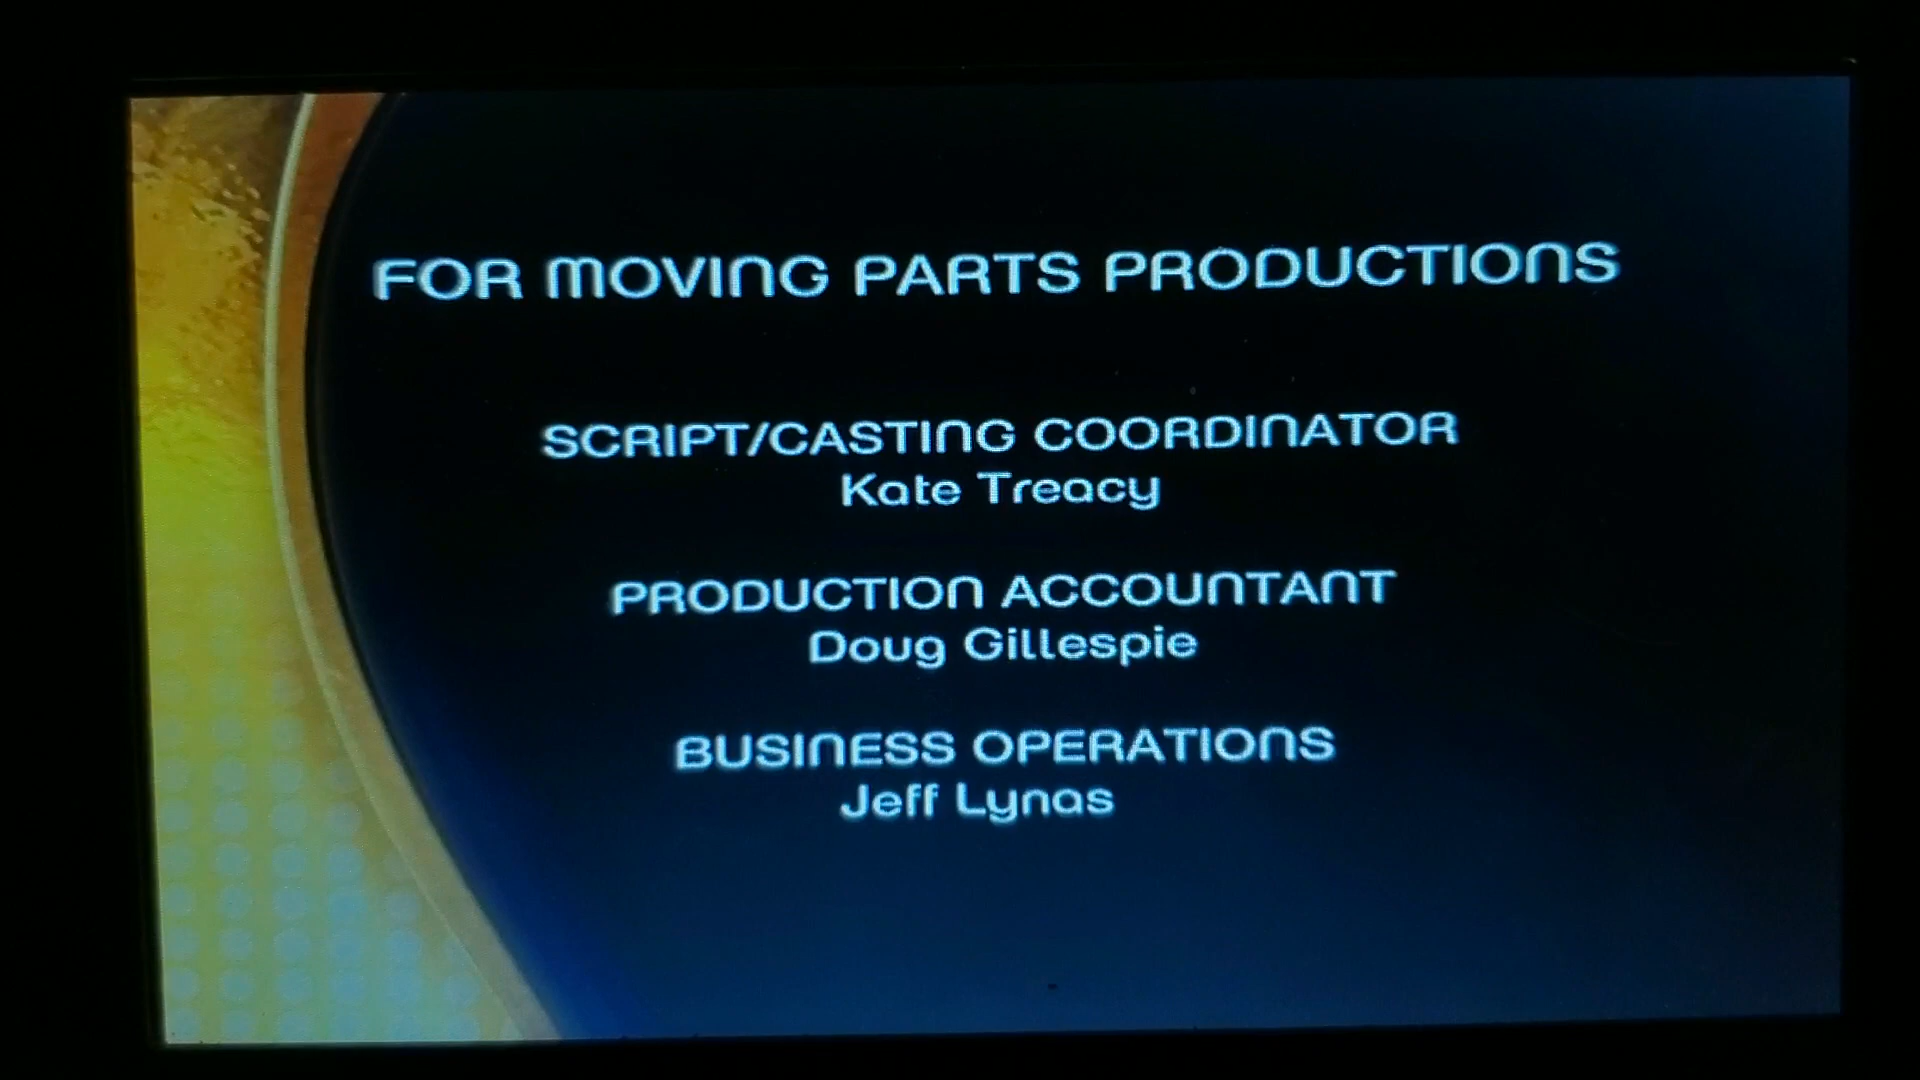 FOR MOVING PARTS PRODUCTIONS
SCRIPT/CASTING COORDINATOR
Kate Treacy
PRODUCTION ACCOUNTANT
Doug Gillespie
BUSINESS OPERATIONS
Jeff Lynas